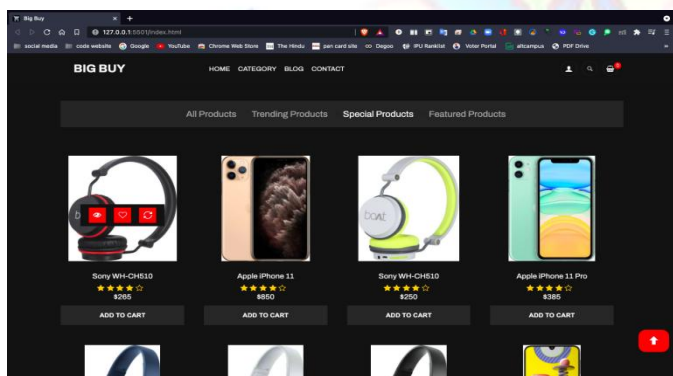 Big Buy
127.0.0.1:5501/index.html
social media code website Google YouTube Chrome Web Store The Hindu pan card site Degoo IPU Ranklist Voter Portal altcampus PDF Drive
BIG BUY HOME CATEGORY BLOG CONTACT
All Products Trending Products Special Products Featured Products
boAt
Sony WH-CH510 Apple iPhone 11 Sony WH-CH510 Apple iPhone 11 Pro
$265 $850 $250 $385
ADD TO CART ADD TO CART ADD TO CART ADD TO CART